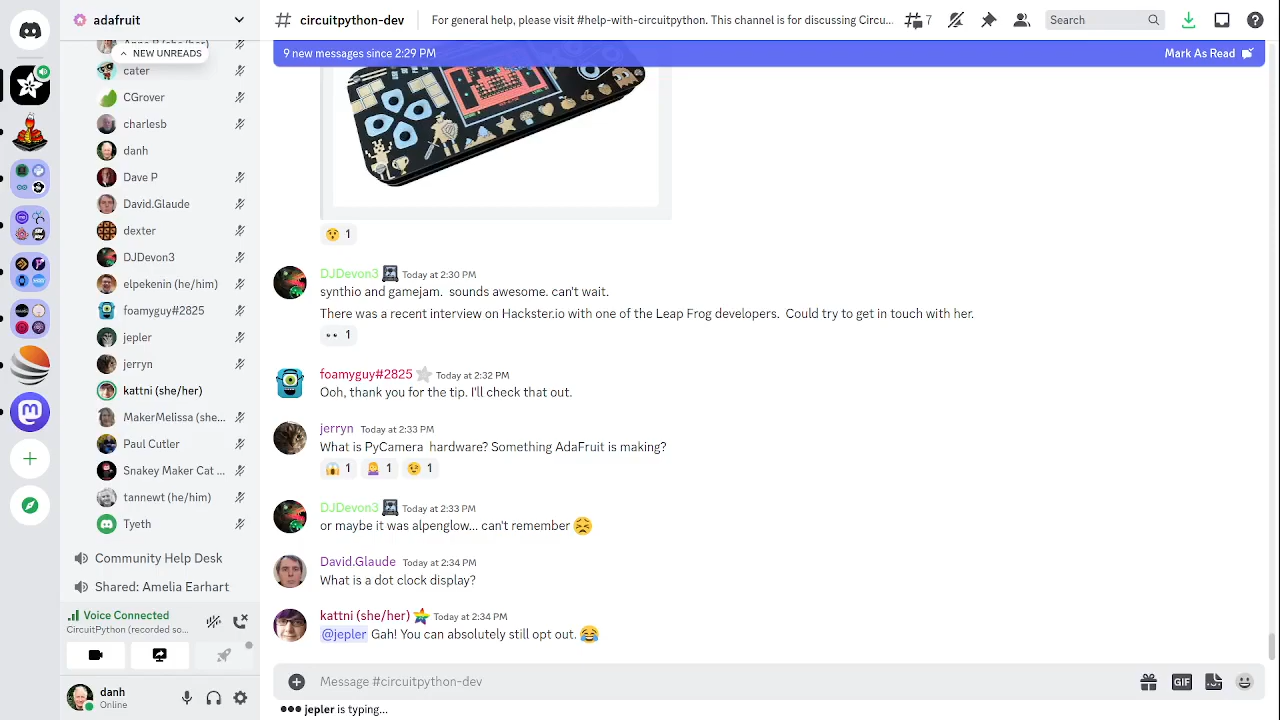 adafruit
NEW UNREADS
cater
CGrover
charlesb
danh
Dave P
David.Glaude
dexter
DJDevon3
elpekenin (he/him)
foamyguy#2825
jepler
jerryn
kattni (she/her)
MakerMelissa (she...
Paul Cutler
Snakey Maker Cat ...
tannewt (he/him)
Tyeth
Community Help Desk
Shared: Amelia Earhart
Voice Connected
CircuitPython (recorded so...
danh
Online
# circuitpython-dev
For general help, please visit #help-with-circuitpython. This channel is for discussing Circu...
7
Search
9 new messages since 2:29 PM
Mark As Read
1
DJDevon3 Today at 2:30 PM
synthio and gamejam. sounds awesome. can't wait.
There was a recent interview on Hackster.io with one of the Leap Frog developers. Could try to get in touch with her.
1
foamyguy#2825 Today at 2:32 PM
Ooh, thank you for the tip. I'll check that out.
jerryn Today at 2:33 PM
What is PyCamera hardware? Something AdaFruit is making?
1 1 1
DJDevon3 Today at 2:33 PM
or maybe it was alpenglow... can't remember
David.Glaude Today at 2:34 PM
What is a dot clock display?
kattni (she/her) Today at 2:34 PM
@jepler Gah! You can absolutely still opt out.
Message #circuitpython-dev
GIF
jepler is typing...